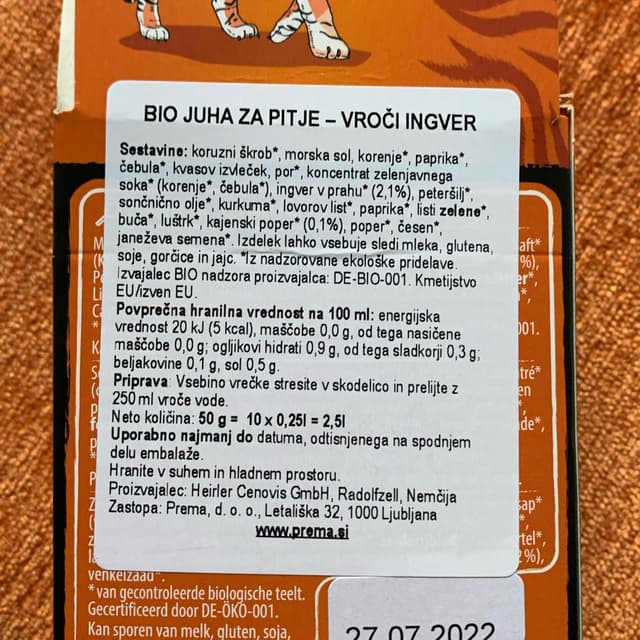 BIO JUHA ZA PITJE – VROČI INGVER
Sestavine: koruzni škrob*, morska sol, korenje*, paprika*,
čebula*, kvasov izvleček, por*, koncentrat zelenjavnega
soka* (korenje*, čebula*), ingver v prahu* (2,1%), peteršilj*,
sončnično olje*, kurkuma*, lovorov list*, paprika*, listi zelene*,
buča*, luštrk*, kajenski poper* (0,1%), poper*, česen*,
janeževa semena*. Izdelek lahko vsebuje sledi mleka, glutena,
soje, gorčice in jajc. *Iz nadzorovane ekološke pridelave.
Izvajalec BIO nadzora proizvajalca: DE-BIO-001. Kmetijstvo
EU/izven EU.
Povprečna hranilna vrednost na 100 ml: energijska
vrednost 20 kJ (5 kcal), maščobe 0,0 g, od tega nasičene
maščobe 0,0 g; ogljikovi hidrati 0,9 g, od tega sladkorji 0,3 g;
beljakovine 0,1 g, sol 0,5 g.
Priprava: Vsebino vrečke stresite v skodelico in prelijte z
250 ml vroče vode.
Neto količina: 50 g = 10 x 0,25l = 2,5l
Uporabno najmanj do datuma, odtisnjenega na spodnjem
delu embalaže.
Hranite v suhem in hladnem prostoru.
Proizvajalec: Heirler Cenovis GmbH, Radolfzell, Nemčija
Zastopa: Prema, d. o. o., Letališka 32, 1000 Ljubljana
www.prema.si
venkelzaad*.
*van gecontroleerde biologische teelt.
Gecertificeerd door DE-ÖKO-001.
Kan sporen van melk, gluten, soja,
27.07.2022